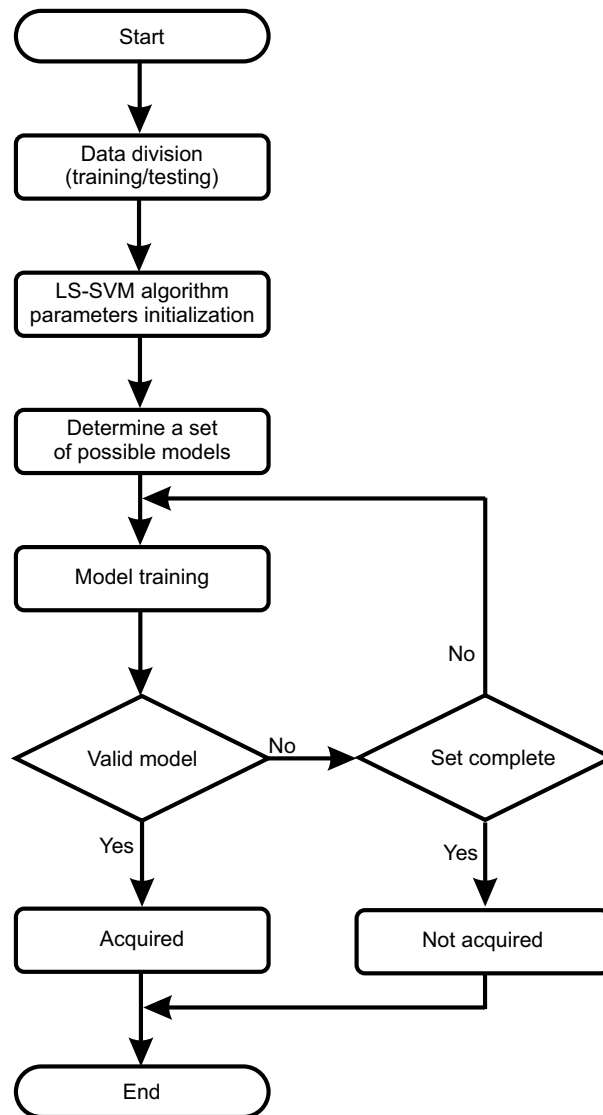 Start
Data division
(training/testing)
LS-SVM algorithm
parameters initialization
Determine a set
of possible models
Model training
No
Valid model
No
Set complete
Yes
Yes
Acquired
Not acquired
End